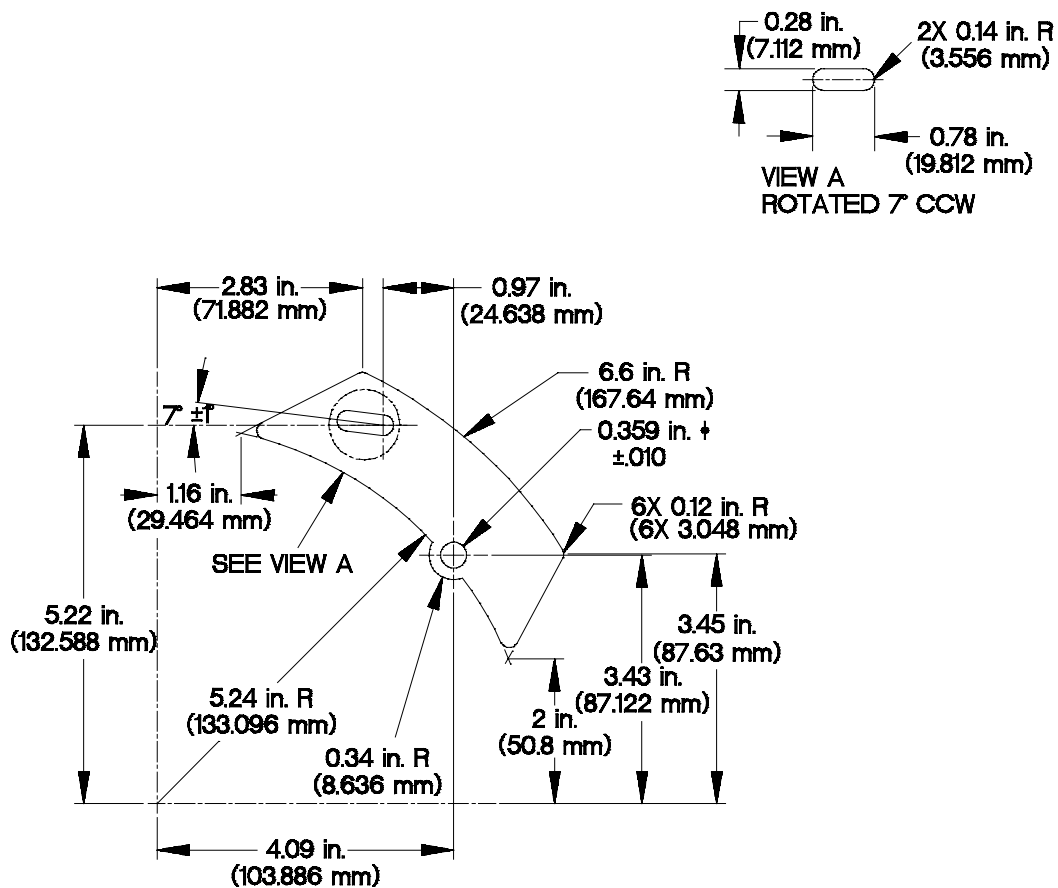 0.28 in.
(7.112 mm)
2X 0.14 in. R
(3.556 mm)
0.78 in.
(19.812 mm)
VIEW A
ROTATED 7° CCW
2.83 in.
(71.882 mm)
0.97 in.
(24.638 mm)
6.6 in. R
(167.64 mm)
7° ±1°
0.359 in. ⌀
±.010
1.16 in.
(29.464 mm)
6X 0.12 in. R
(6X 3.048 mm)
SEE VIEW A
5.22 in.
(132.588 mm)
3.45 in.
(87.63 mm)
3.43 in.
(87.122 mm)
5.24 in. R
(133.096 mm)
2 in.
(50.8 mm)
0.34 in. R
(8.636 mm)
4.09 in.
(103.886 mm)